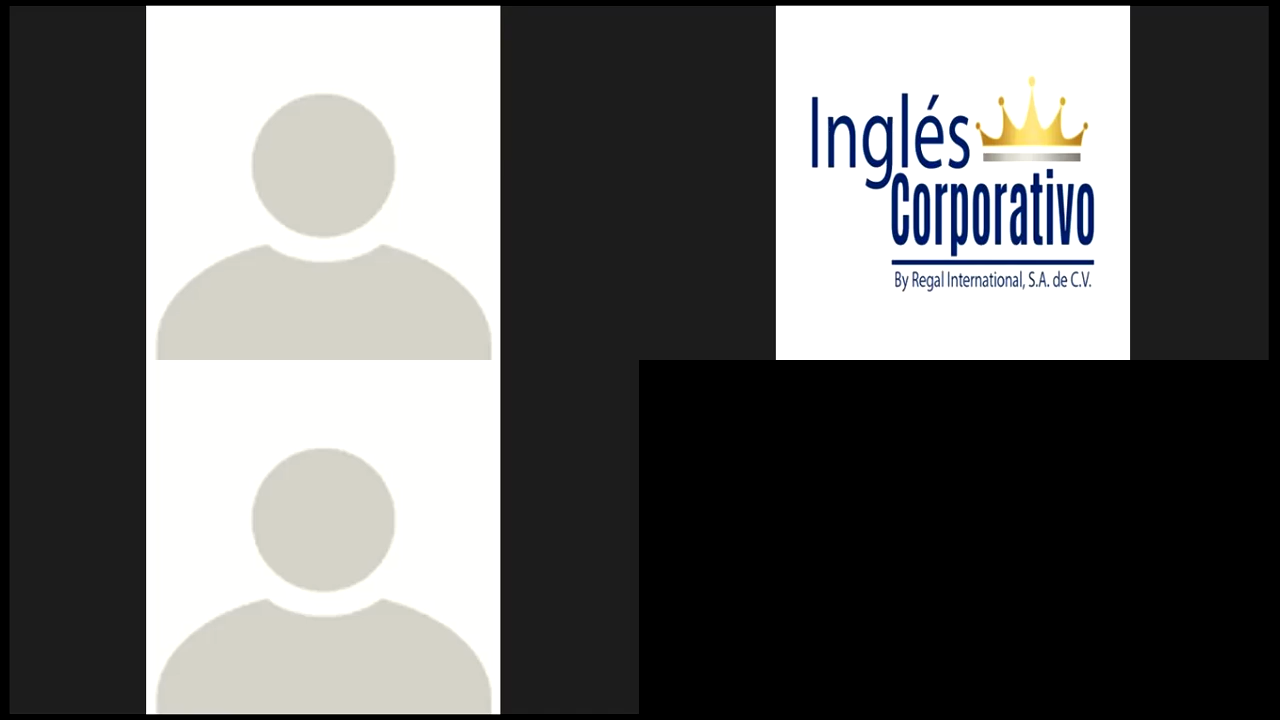 Inglés
Corporativo
By Regal International, S.A. de C.V.